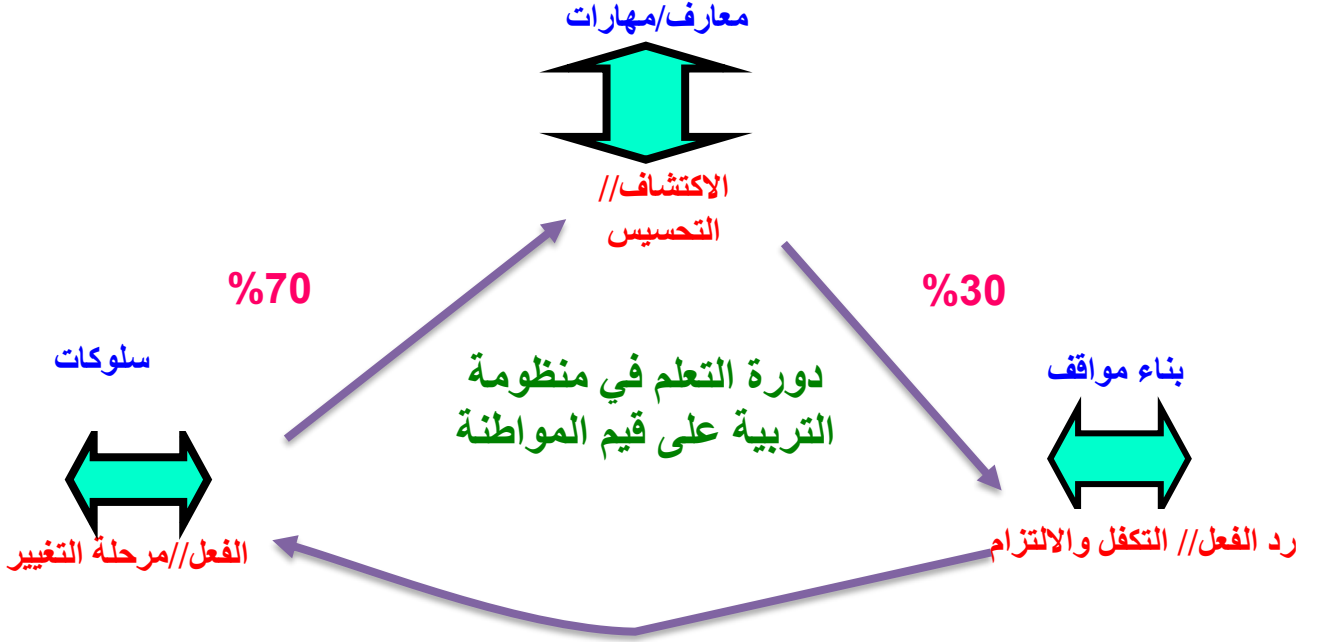 معارف/مهارات
الاكتشاف//
التحسيس
%30
%70
بناء مواقف
سلوكات
دورة التعلم في منظومة
التربية على قيم المواطنة
رد الفعل// التكفل والالتزام
الفعل//مرحلة التغيير